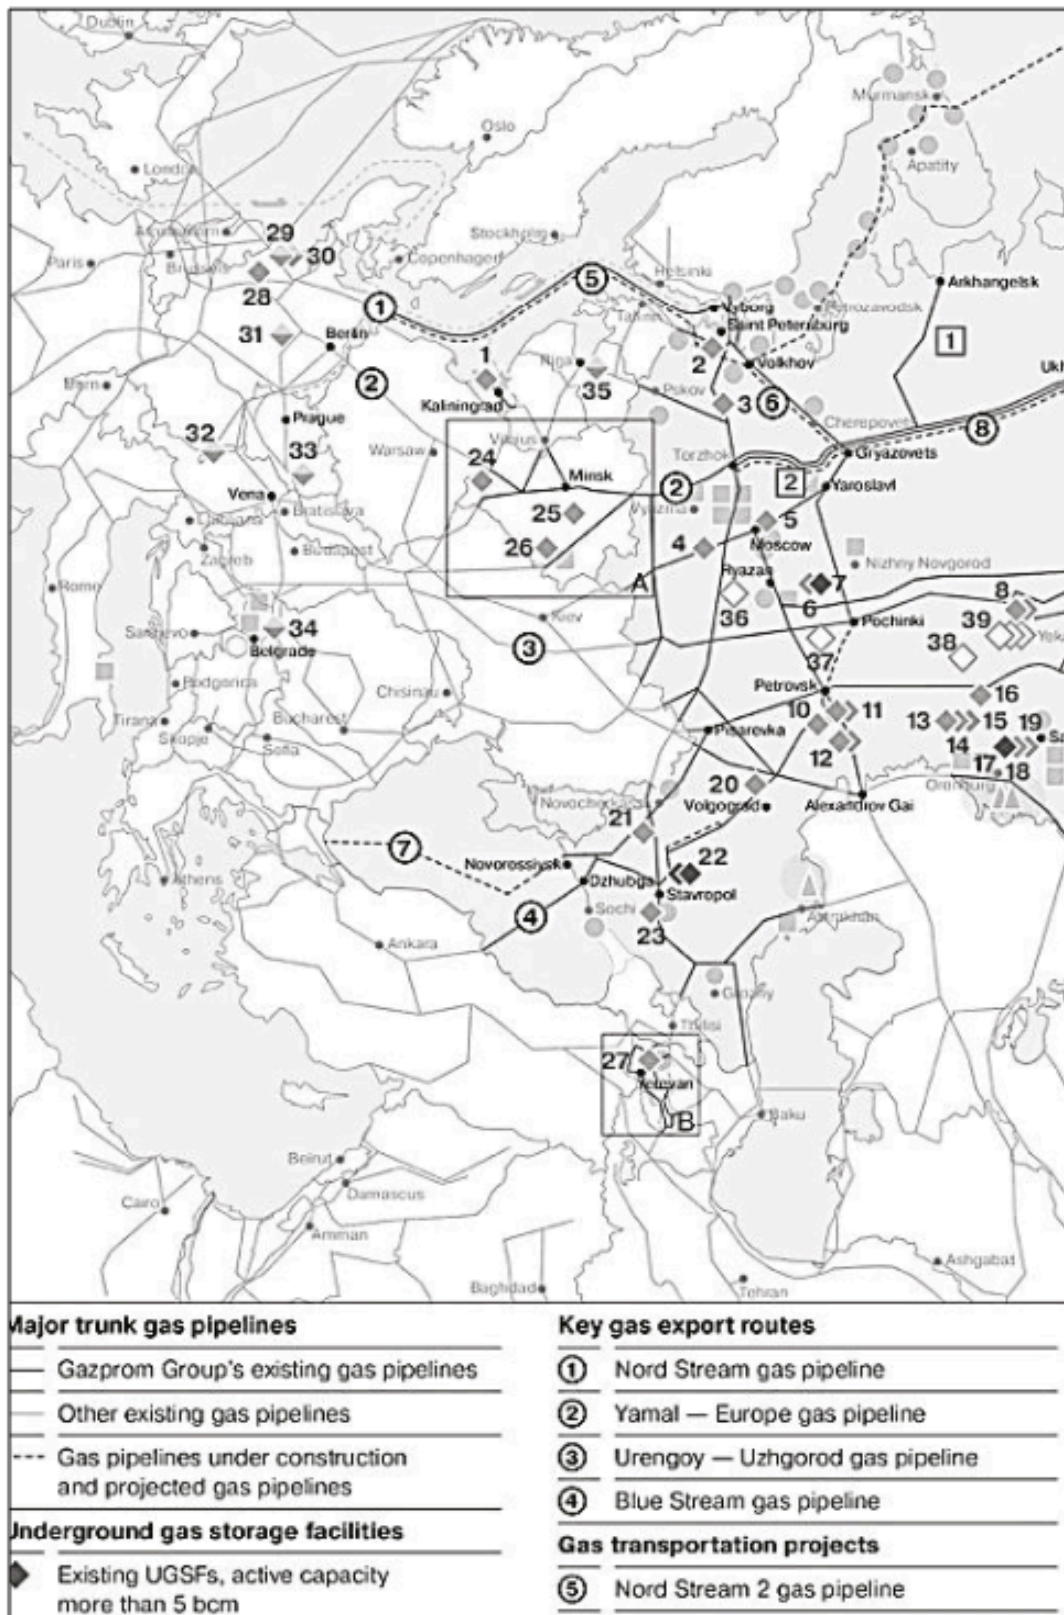 Dublin
Murmansk
Oslo
Apatity
London
Stockholm
29
30
Paris
Brussels
Copenhagen
28
5
Helsinki
Arkhangelsk
1
Vyborg
Petrozavodsk
Tallinn
Saint Petersburg
31
Berlin
1
Riga
2
Volkhov
1
Bern
2
35
Pskov
3
6
Kaliningrad
Cherepovets
8
Prague
32
33
Warsaw
24
Vilnius
Minsk
Torzhok
Gryazovets
2
2
Yaroslavl
Vena
Bratislava
Vyazma
25
5
Ljubljana
26
4
Moscow
Zagreb
Budapest
Nizhny Novgorod
Rome
A
Ryazan
7
6
8
36
Kiev
39
Sarajevo
34
Pochinki
38
Belgrade
3
37
Podgorica
Chisinau
Petrovsk
16
Tirana
Bucharest
10
11
13
15
19
Skopje
Sofia
Pisarevka
12
14
17
18
20
Orenburg
Volgograd
Alexandrov Gai
21
7
Novorossiysk
22
Athens
Dzhubga
Stavropol
4
Sochi
Astrakhan
Ankara
23
Grozny
Tbilisi
27
Yerevan
B
Baku
Beirut
Damascus
Cairo
Amman
Baghdad
Tehran
Ashgabat
Major trunk gas pipelines
Gazprom Group's existing gas pipelines
Other existing gas pipelines
Gas pipelines under construction
and projected gas pipelines
Underground gas storage facilities
Existing UGSFs, active capacity
more than 5 bcm
Key gas export routes
1 Nord Stream gas pipeline
2 Yamal — Europe gas pipeline
3 Urengoy — Uzhgorod gas pipeline
4 Blue Stream gas pipeline
Gas transportation projects
5 Nord Stream 2 gas pipeline